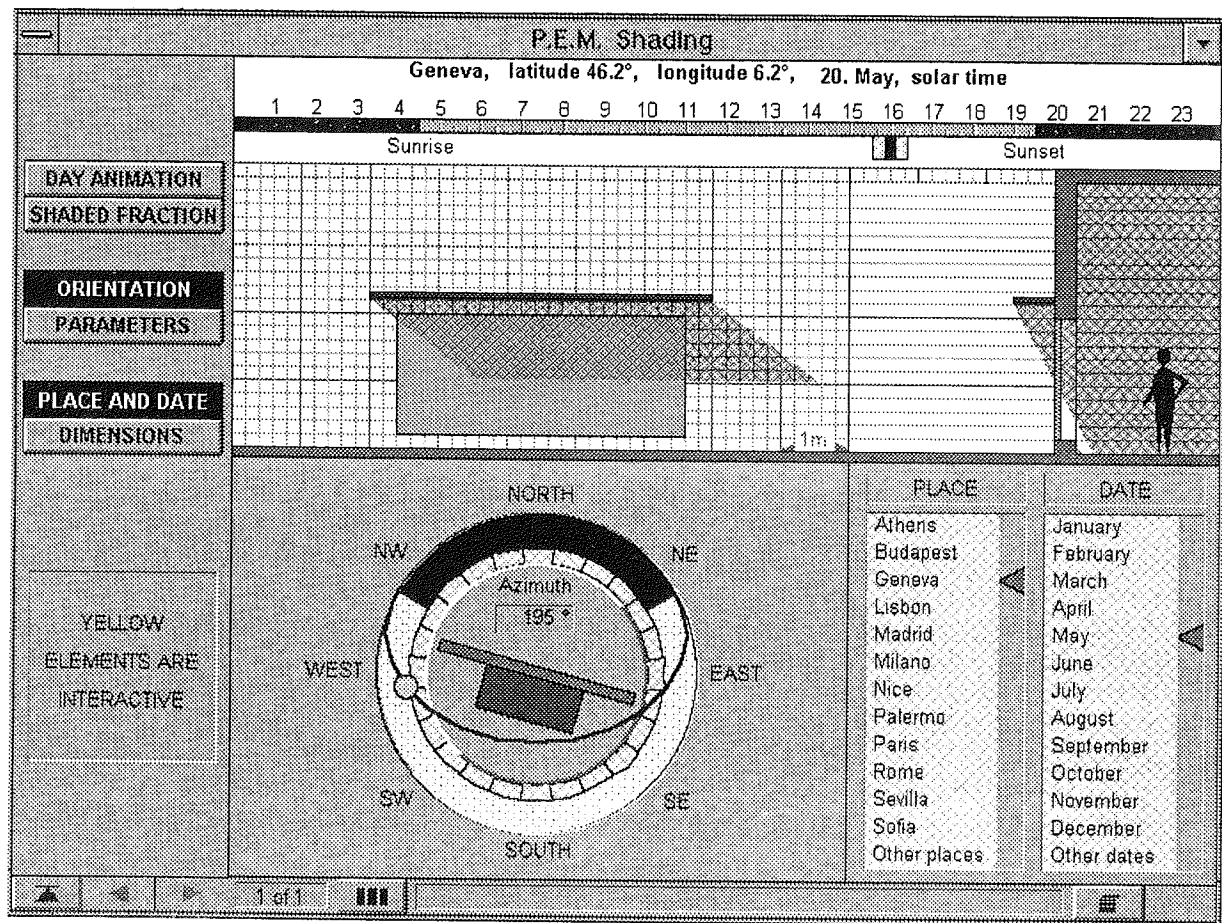 P.E.M. Shading
Geneva, latitude 46.2°, longitude 6.2°, 20. May, solar time
1 2 3 4 5 6 7 8 9 10 11 12 13 14 15 16 17 18 19 20 21 22 23
Sunrise
Sunset
DAY ANIMATION
SHADED FRACTION
ORIENTATION
PARAMETERS
PLACE AND DATE
DIMENSIONS
1m
YELLOW
ELEMENTS ARE
INTERACTIVE
NORTH
NW
NE
Azimuth
195 °
WEST
EAST
SW
SE
SOUTH
PLACE
Athens
Budapest
Geneva
Lisbon
Madrid
Milano
Nice
Palermo
Paris
Rome
Sevilla
Sofia
Other places
DATE
January
February
March
April
May
June
July
August
September
October
November
December
Other dates
1 of 1